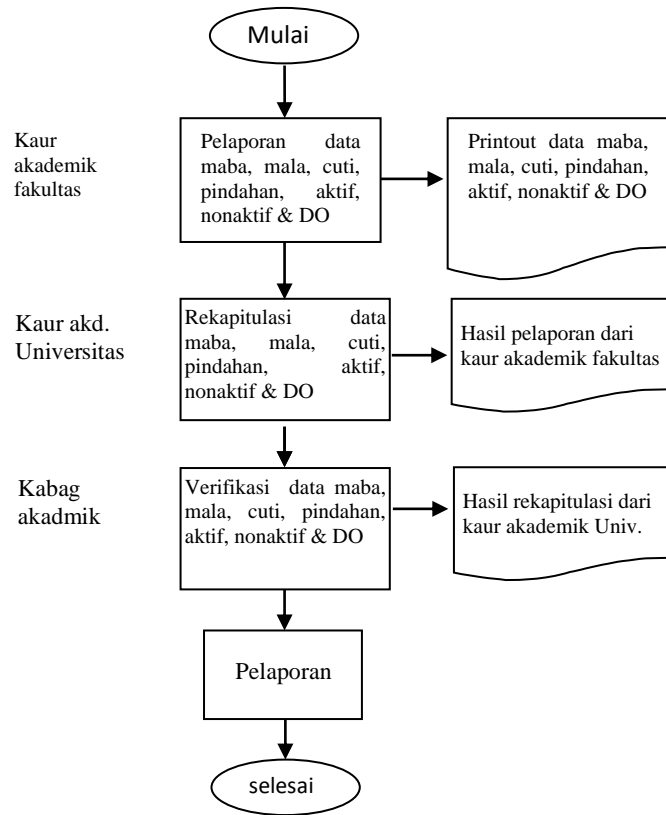 Mulai
Kaur
akademik
fakultas
Pelaporan data
maba, mala, cuti,
pindahan, aktif,
nonaktif & DO
Printout data maba,
mala, cuti, pindahan,
aktif, nonaktif & DO
Kaur akd.
Universitas
Rekapitulasi data
maba, mala, cuti,
pindahan, aktif,
nonaktif & DO
Hasil pelaporan dari
kaur akademik fakultas
Kabag
akadmik
Verifikasi data maba,
mala, cuti, pindahan,
aktif, nonaktif & DO
Hasil rekapitulasi dari
kaur akademik Univ.
Pelaporan
selesai